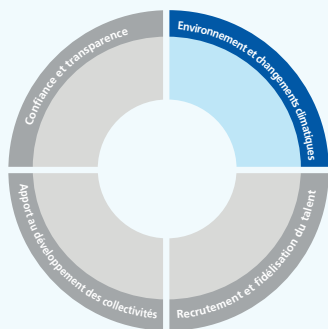 Confiance et transparence
Environnement et changements climatiques
Apport au développement des collectivités
Recrutement et fidélisation du talent